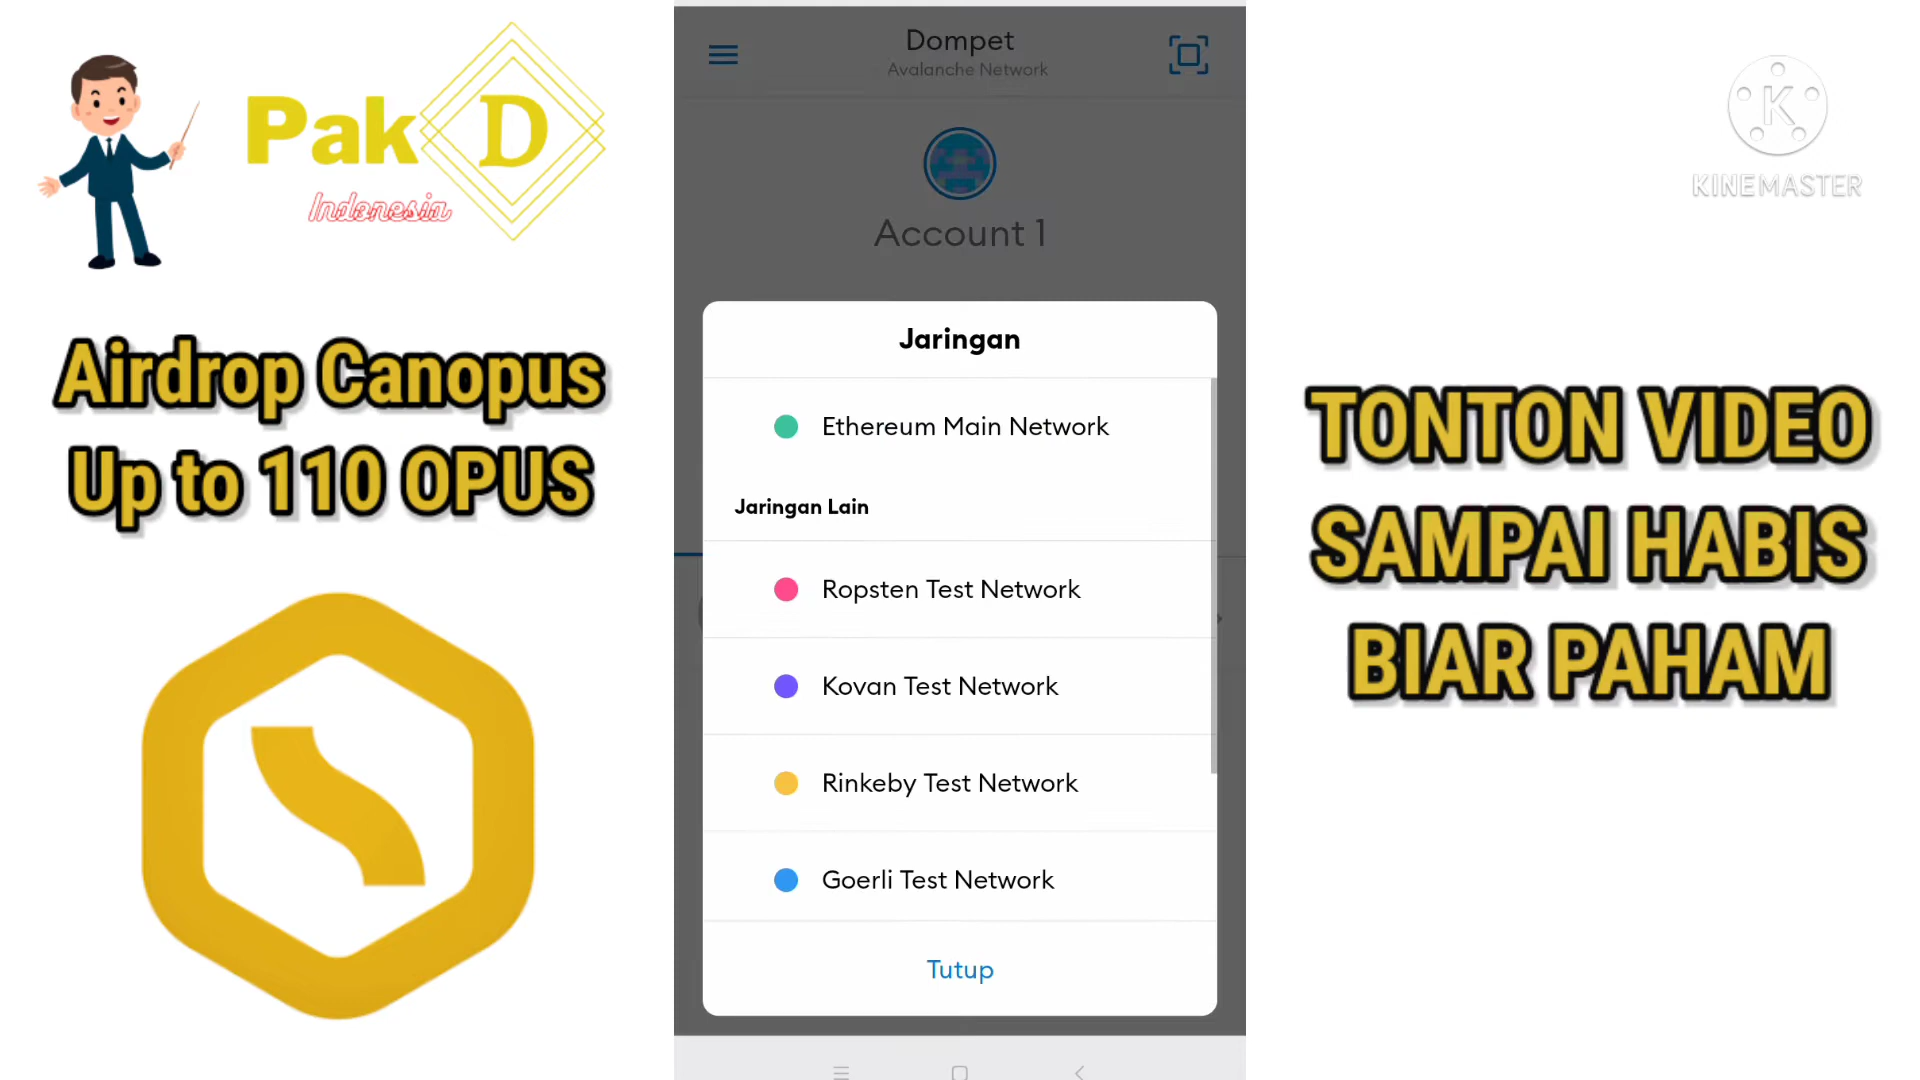 Pak D
Indonesia
Airdrop Canopus
Up to 110 OPUS
Dompet
Avalanche Network
Account 1
Jaringan
Ethereum Main Network
Jaringan Lain
Ropsten Test Network
Kovan Test Network
Rinkeby Test Network
Goerli Test Network
Tutup
K
KINEMASTER
TONTON VIDEO
SAMPAI HABIS
BIAR PAHAM